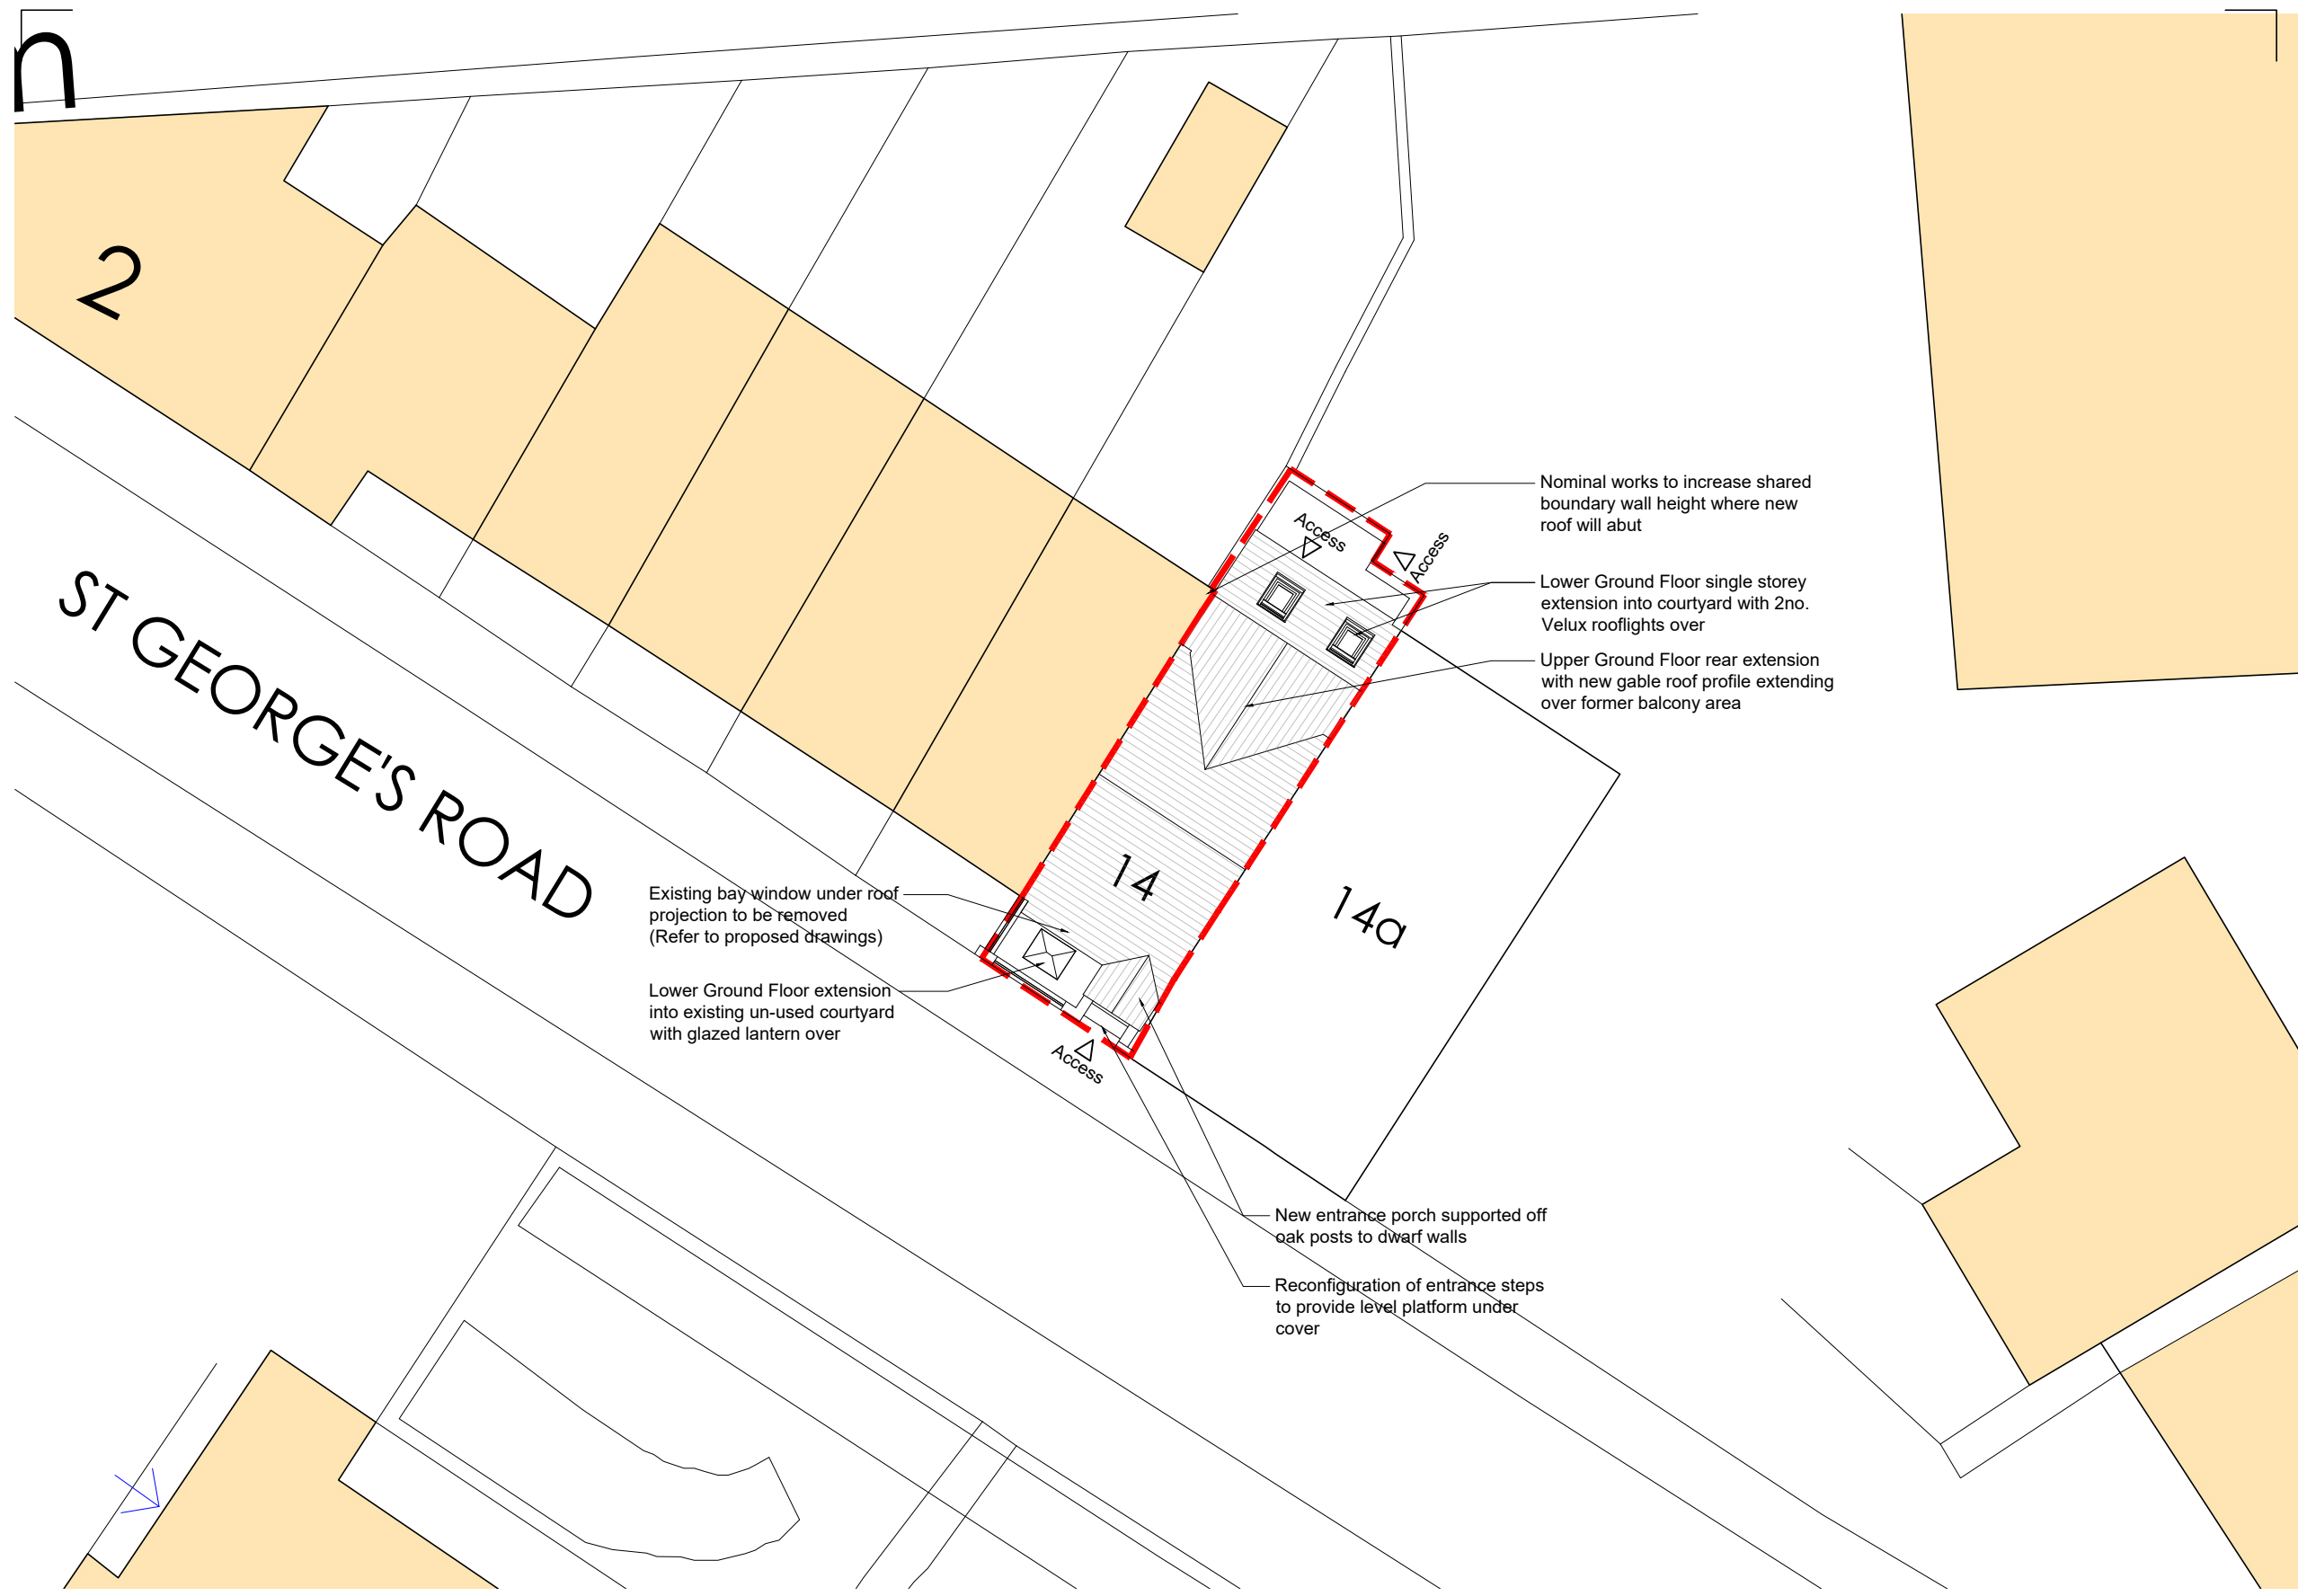 n
2
ST GEORGE'S ROAD
Access
Access
Nominal works to increase shared
boundary wall height where new
roof will abut
Lower Ground Floor single storey
extension into courtyard with 2no.
Velux rooflights over
Upper Ground Floor rear extension
with new gable roof profile extending
over former balcony area
14
14a
Existing bay window under roof
projection to be removed
(Refer to proposed drawings)
Lower Ground Floor extension
into existing un-used courtyard
with glazed lantern over
Access
New entrance porch supported off
oak posts to dwarf walls
Reconfiguration of entrance steps
to provide level platform under
cover